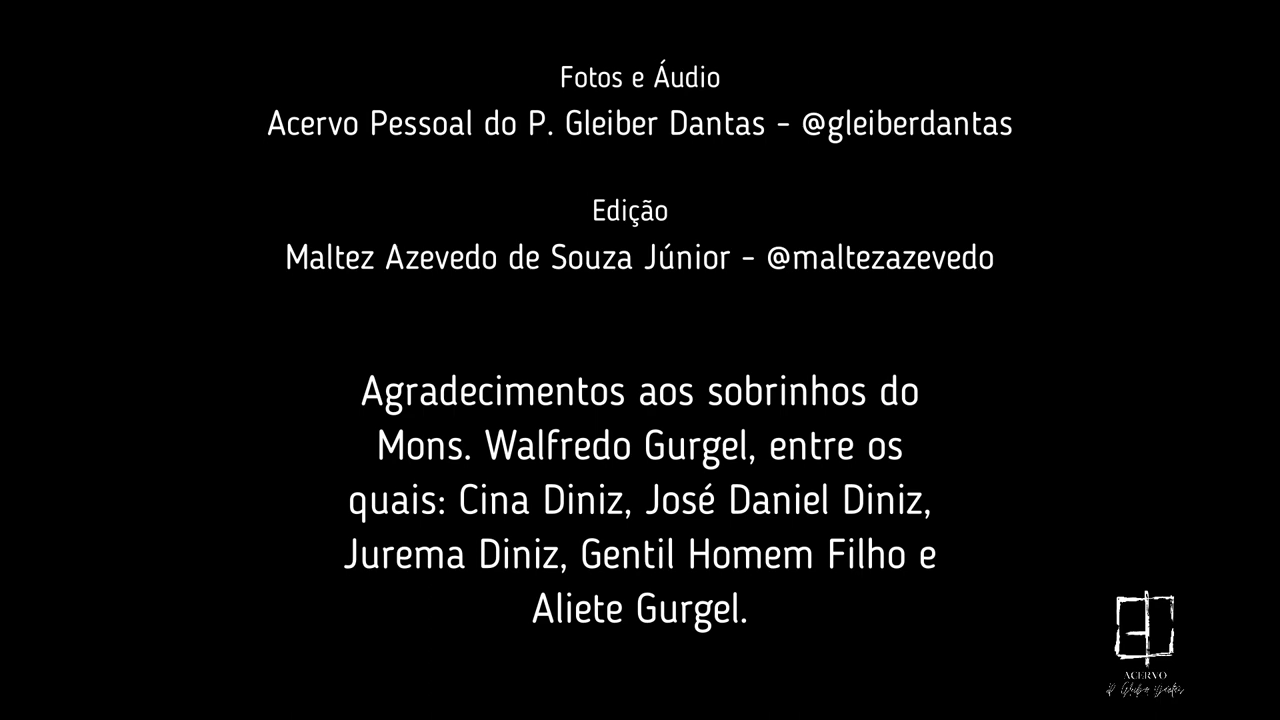 Fotos e Áudio
Acervo Pessoal do P. Gleiber Dantas - @gleiberdantas
Edição
Maltez Azevedo de Souza Júnior - @maltezazevedo
Agradecimentos aos sobrinhos do
Mons. Walfredo Gurgel, entre os
quais: Cina Diniz, José Daniel Diniz,
Jurema Diniz, Gentil Homem Filho e
Aliete Gurgel.
ACERVO
P. Gleiber Dantas